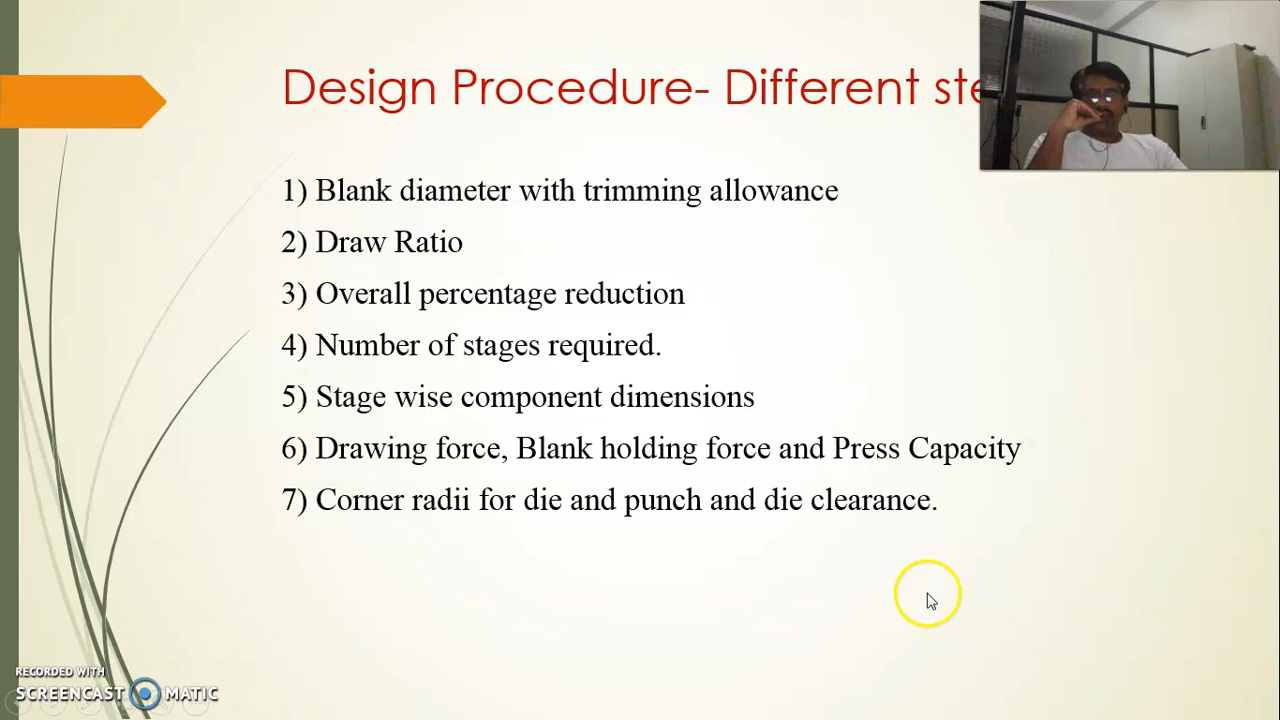 Design Procedure- Different ste
1) Blank diameter with trimming allowance
2) Draw Ratio
3) Overall percentage reduction
4) Number of stages required.
5) Stage wise component dimensions
6) Drawing force, Blank holding force and Press Capacity
7) Corner radii for die and punch and die clearance.
RECORDED WITH
SCREENCAST MATIC